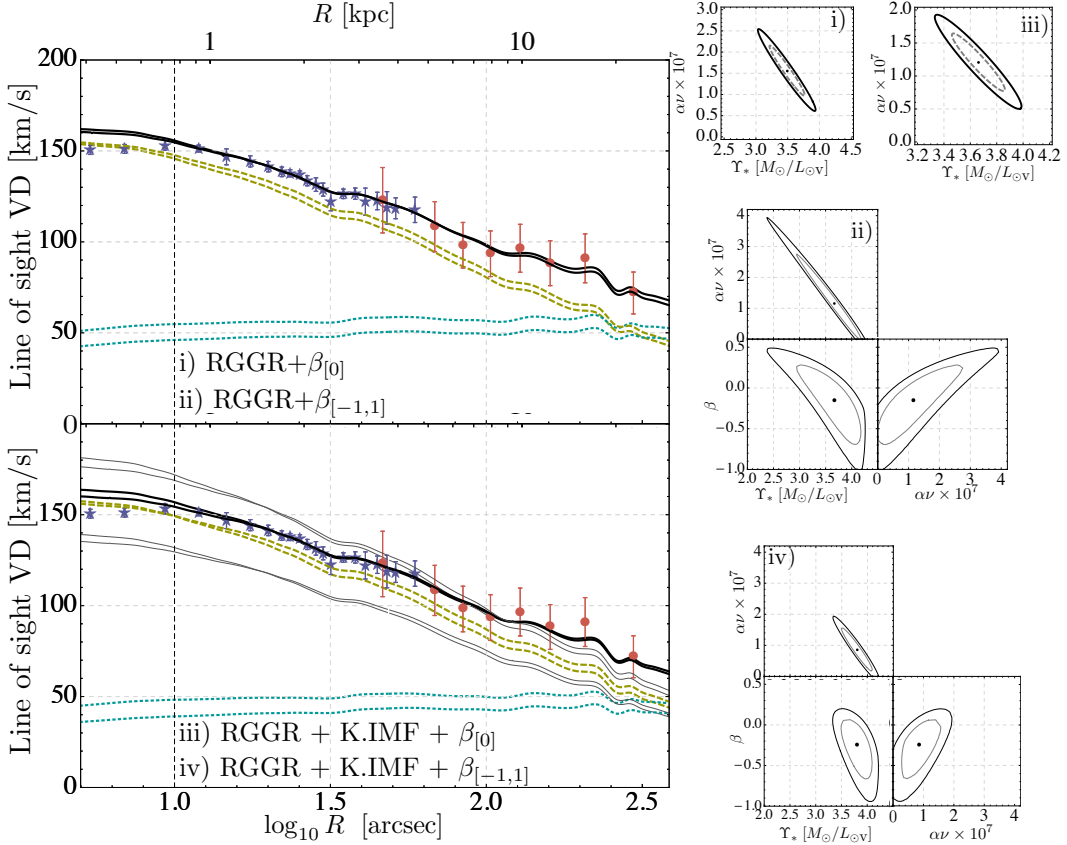 R [kpc]
1 10
200
150
100
50
0
Line of sight VD [km/s]
i) RGGR+β[0]
ii) RGGR+β[-1,1]
150
100
50
0
Line of sight VD [km/s]
iii) RGGR + K.IMF + β[0]
iv) RGGR + K.IMF + β[-1,1]
1.0 1.5 2.0 2.5
log10 R [arcsec]
i)
αν × 10^7
3.0
2.5
2.0
1.5
1.0
0.5
0.0
2.5 3.0 3.5 4.0 4.5
ϒ* [M⊙/L⊙V]
iii)
αν × 10^7
2.0
1.5
1.0
0.5
0.0
3.2 3.4 3.6 3.8 4.0 4.2
ϒ* [M⊙/L⊙V]
ii)
αν × 10^7
4
3
2
1
0
β
0.5
0.0
−0.5
−1.0
2.0 2.5 3.0 3.5 4.0
ϒ* [M⊙/L⊙V]
0 1 2 3 4
αν × 10^7
iv)
αν × 10^7
4
3
2
1
0
β
0.2
0.0
−0.5
−1.0
2.0 2.5 3.0 3.5 4.0
ϒ* [M⊙/L⊙V]
0 1 2 3 4
αν × 10^7